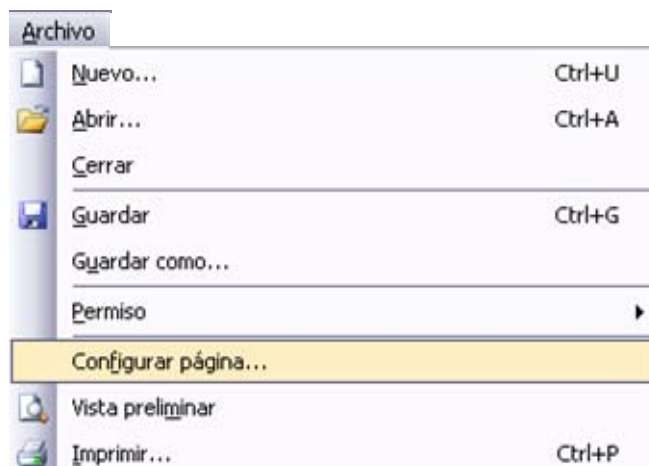 Archivo
Nuevo... Ctrl+U
Abrir... Ctrl+A
Cerrar
Guardar Ctrl+G
Guardar como...
Permiso
Configurar página...
Vista preliminar
Imprimir... Ctrl+P